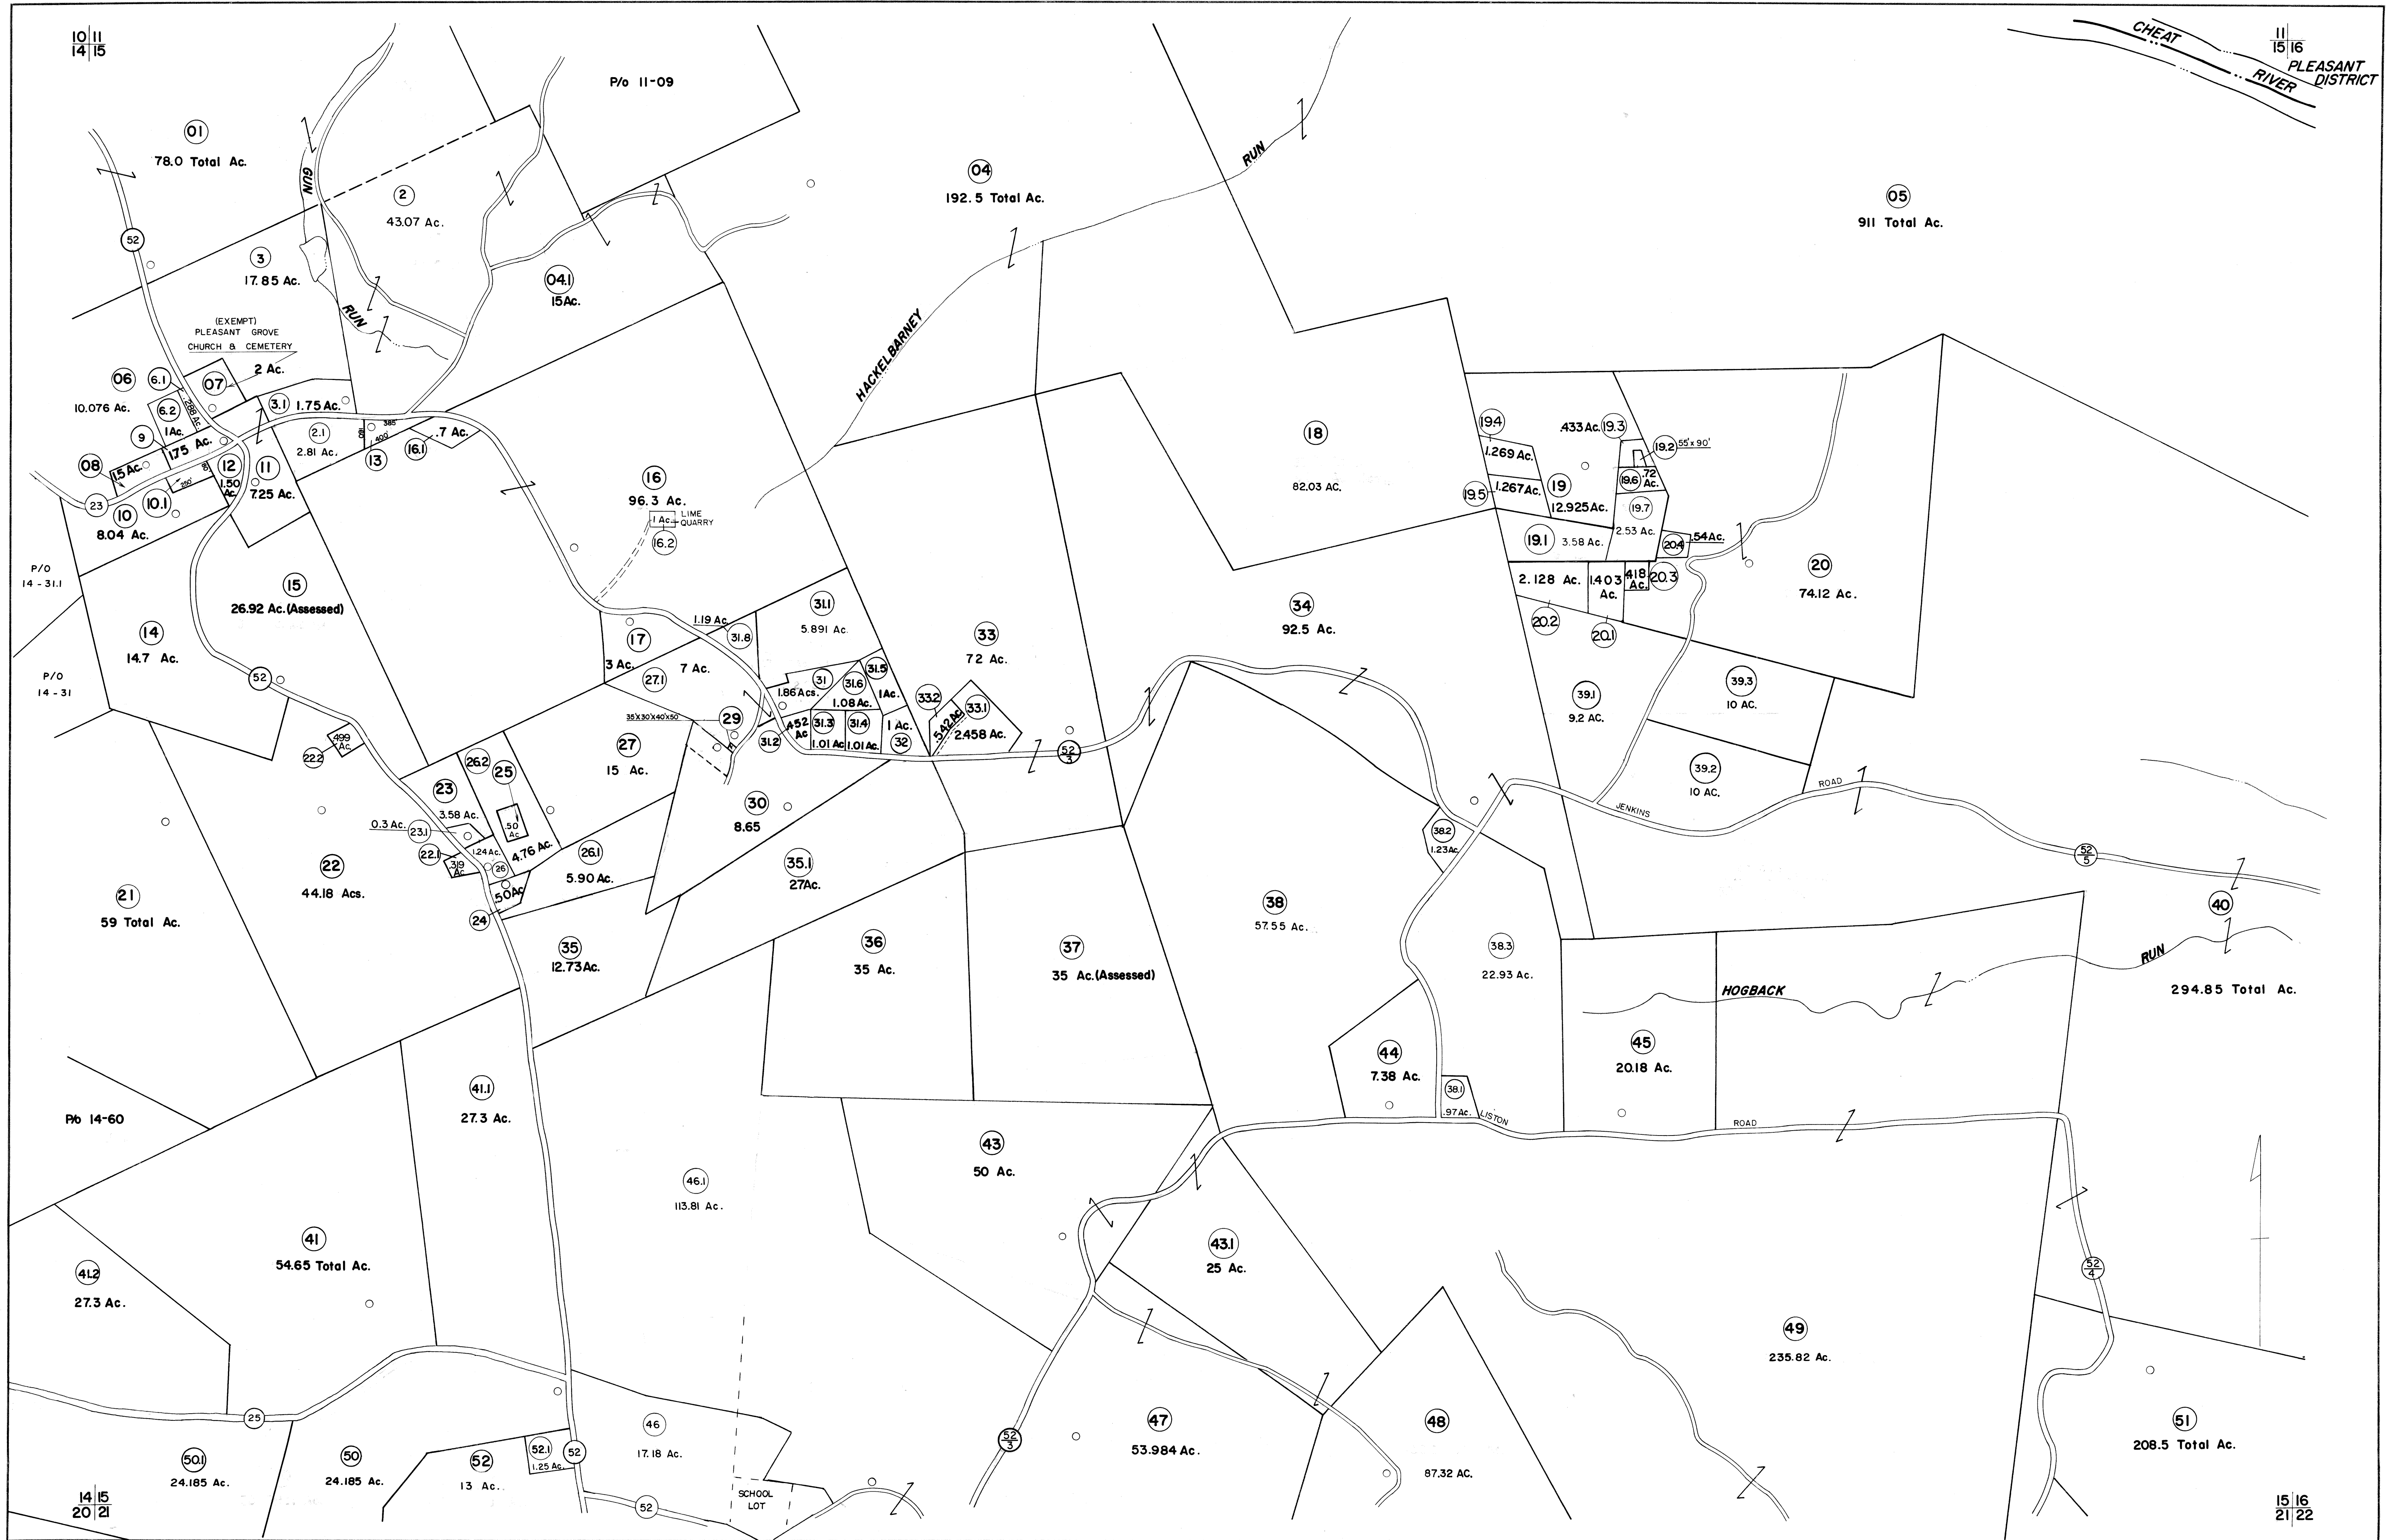 10 11
14 15
P/o 11-09
CHEAT
RIVER
11
15 16
PLEASANT
DISTRICT
01
78.0 Total Ac.
GUN
RUN
2
43.07 Ac.
04
192.5 Total Ac.
RUN
HACKELBARNEY
05
911 Total Ac.
52
3
17.85 Ac.
04.1
15 Ac.
(EXEMPT)
PLEASANT GROVE
CHURCH & CEMETERY
2 Ac.
06
10.076 Ac.
6.1
.288 Ac.
07
6.2
1 Ac.
3.1
1.75 Ac.
9
1.75 Ac.
08
1.5 Ac.
23
10
8.04 Ac.
10.1
250'
12
1.50
Ac.
11
7.25 Ac.
2.1
2.81 Ac.
385'
400'
13
16.1
.7 Ac.
16
96.3 Ac.
1 Ac.
LIME
QUARRY
16.2
18
82.03 AC.
19.4
1.269 Ac.
19.5
1.267 Ac.
19
12.925 Ac.
.433 Ac.
19.3
19.2
55' x 90'
19.6
.72
Ac.
19.7
2.53 Ac.
19.1
3.58 Ac.
20.4
.54 Ac.
2.128 Ac.
1.403
Ac.
.418
Ac.
20.3
20.2
20.1
20
74.12 Ac.
P/O
14-31.1
P/O
14-31
14
14.7 Ac.
15
26.92 Ac. (Assessed)
52
17
3 Ac.
1.19 Ac.
31.8
31.1
5.891 Ac.
27.1
7 Ac.
31
1.86 Acs.
31.6
1.08 Ac.
31.5
1 Ac.
35'X30'X40'X50'
29
31.2
.452
Ac
31.3
1.01 Ac
31.4
1.01 Ac.
1 Ac.
32
33
72 Ac.
33.2
.542 Ac
33.1
2.458 Ac.
52
3
34
92.5 Ac.
39.1
9.2 AC.
39.3
10 AC.
39.2
10 AC.
JENKINS
ROAD
52
5
22.2
.499
Ac.
23
3.58 Ac.
26.2
25
.50
Ac
4.76 Ac.
27
15 Ac.
0.3 Ac.
23.1
22.1
.319
Ac
1.24 Ac.
26
.50 Ac
24
26.1
5.90 Ac.
30
8.65
35.1
27 Ac.
21
59 Total Ac.
22
44.18 Acs.
35
12.73 Ac.
36
35 Ac.
37
35 Ac. (Assessed)
38
57.55 Ac.
38.2
1.23 Ac
38.3
22.93 Ac.
40
294.85 Total Ac.
HOGBACK
RUN
44
7.38 Ac.
38.1
.97 Ac.
LISTON
ROAD
45
20.18 Ac.
P/o 14-60
41.1
27.3 Ac.
46.1
113.81 Ac.
43
50 Ac.
43.1
25 Ac.
41
54.65 Total Ac.
41.2
27.3 Ac.
49
235.82 Ac.
52
4
25
50.1
24.185 Ac.
50
24.185 Ac.
52
13 Ac.
52.1
1.25 Ac.
52
46
17.18 Ac.
SCHOOL
LOT
52
52
3
47
53.984 Ac.
48
87.32 AC.
51
208.5 Total Ac.
14 15
20 21
15 16
21 22